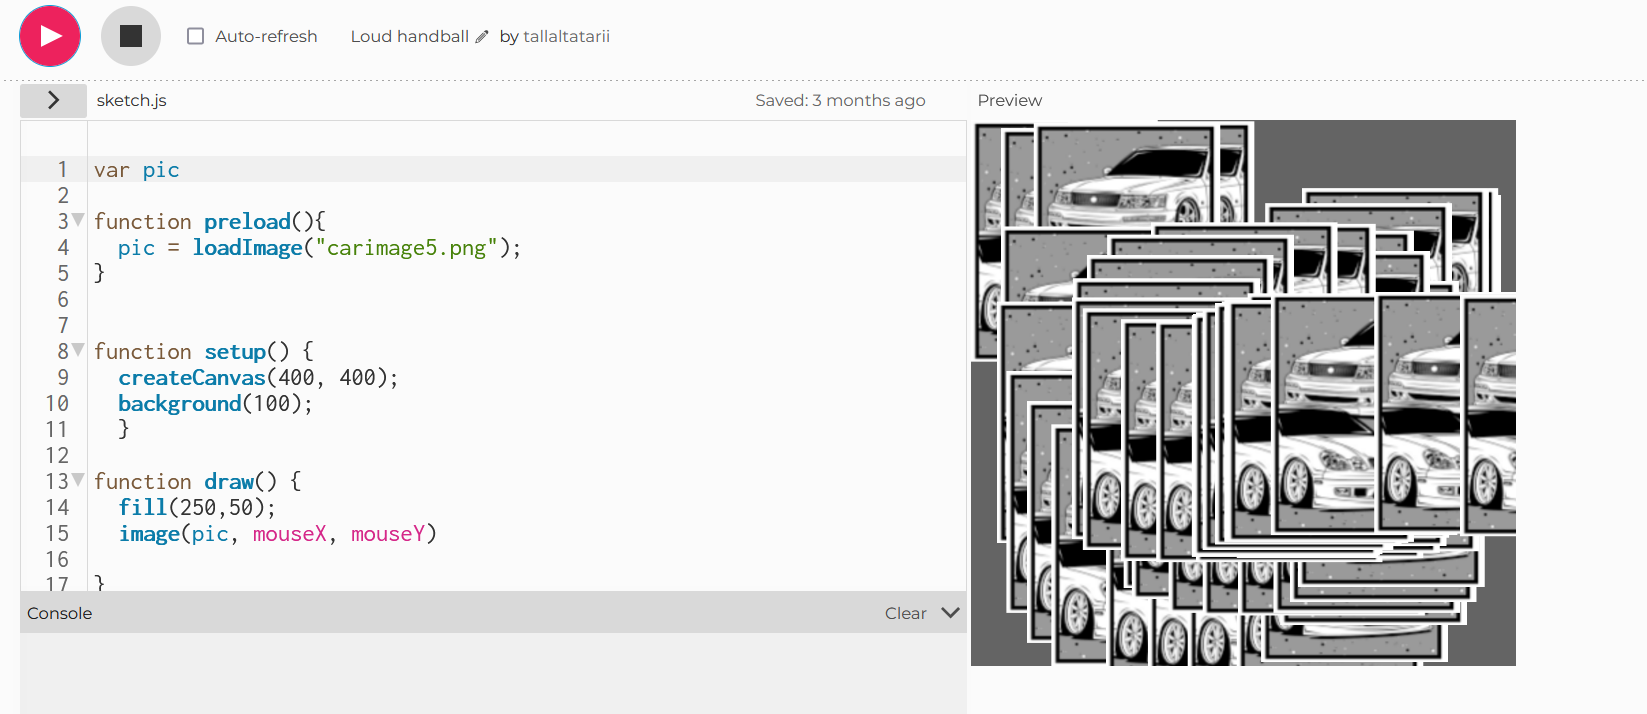 Auto-refresh Loud handball by tallaltatarii
sketch.js Saved: 3 months ago Preview
1 var pic
2
3 function preload(){
4 pic = loadImage("carimage5.png");
5 }
6
7
8 function setup() {
9 createCanvas(400, 400);
10 background(100);
11 }
12
13 function draw() {
14 fill(250,50);
15 image(pic, mouseX, mouseY)
16
17 }
Console Clear